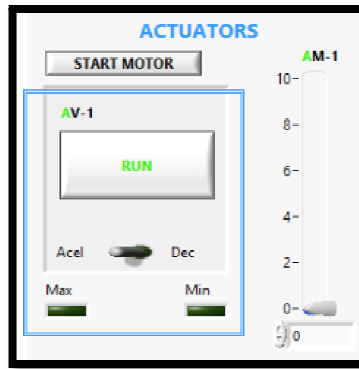 ACTUATORS
START MOTOR
AV-1
RUN
Acel Dec
Max Min
AM-1
10-
8-
6-
4-
2-
0-
0